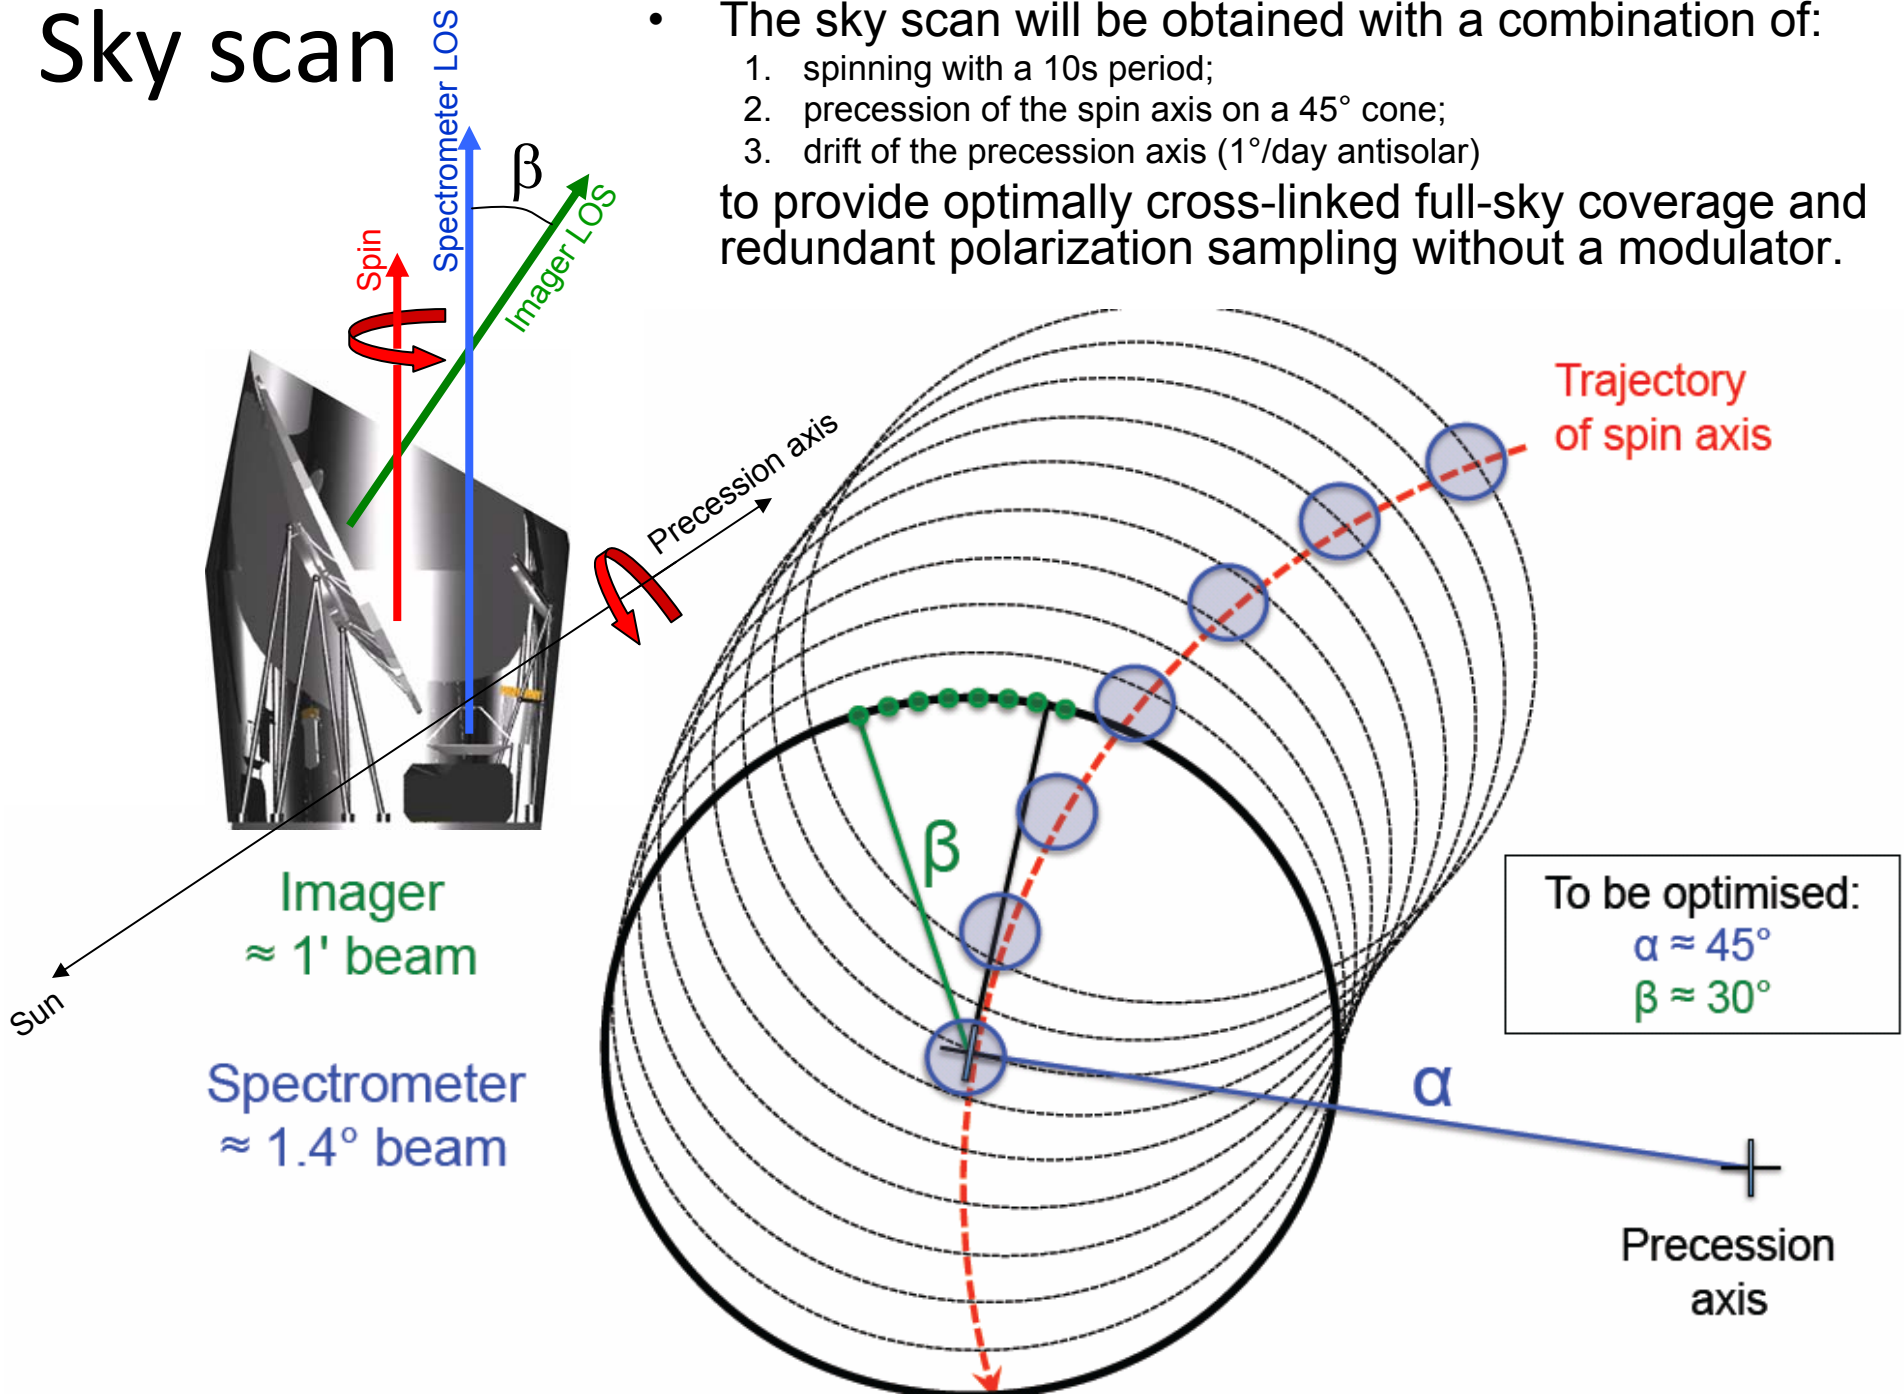 Sky scan
• The sky scan will be obtained with a combination of:
1. spinning with a 10s period;
2. precession of the spin axis on a 45° cone;
3. drift of the precession axis (1°/day antisolar)
to provide optimally cross-linked full-sky coverage and
redundant polarization sampling without a modulator.
Spectrometer LOS
β
Imager LOS
Spin
Precession axis
Sun
Trajectory
of spin axis
β
Imager
≈ 1' beam
Spectrometer
≈ 1.4° beam
To be optimised:
α ≈ 45°
β ≈ 30°
α
Precession
axis